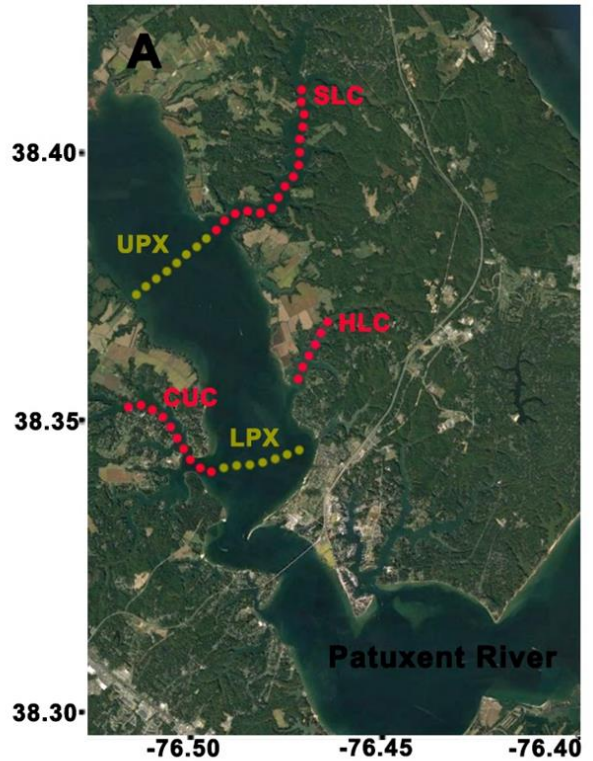 A
SLC
38.40
UPX
HLC
CUC
38.35
LPX
Patuxent River
38.30
-76.50
-76.45
-76.40